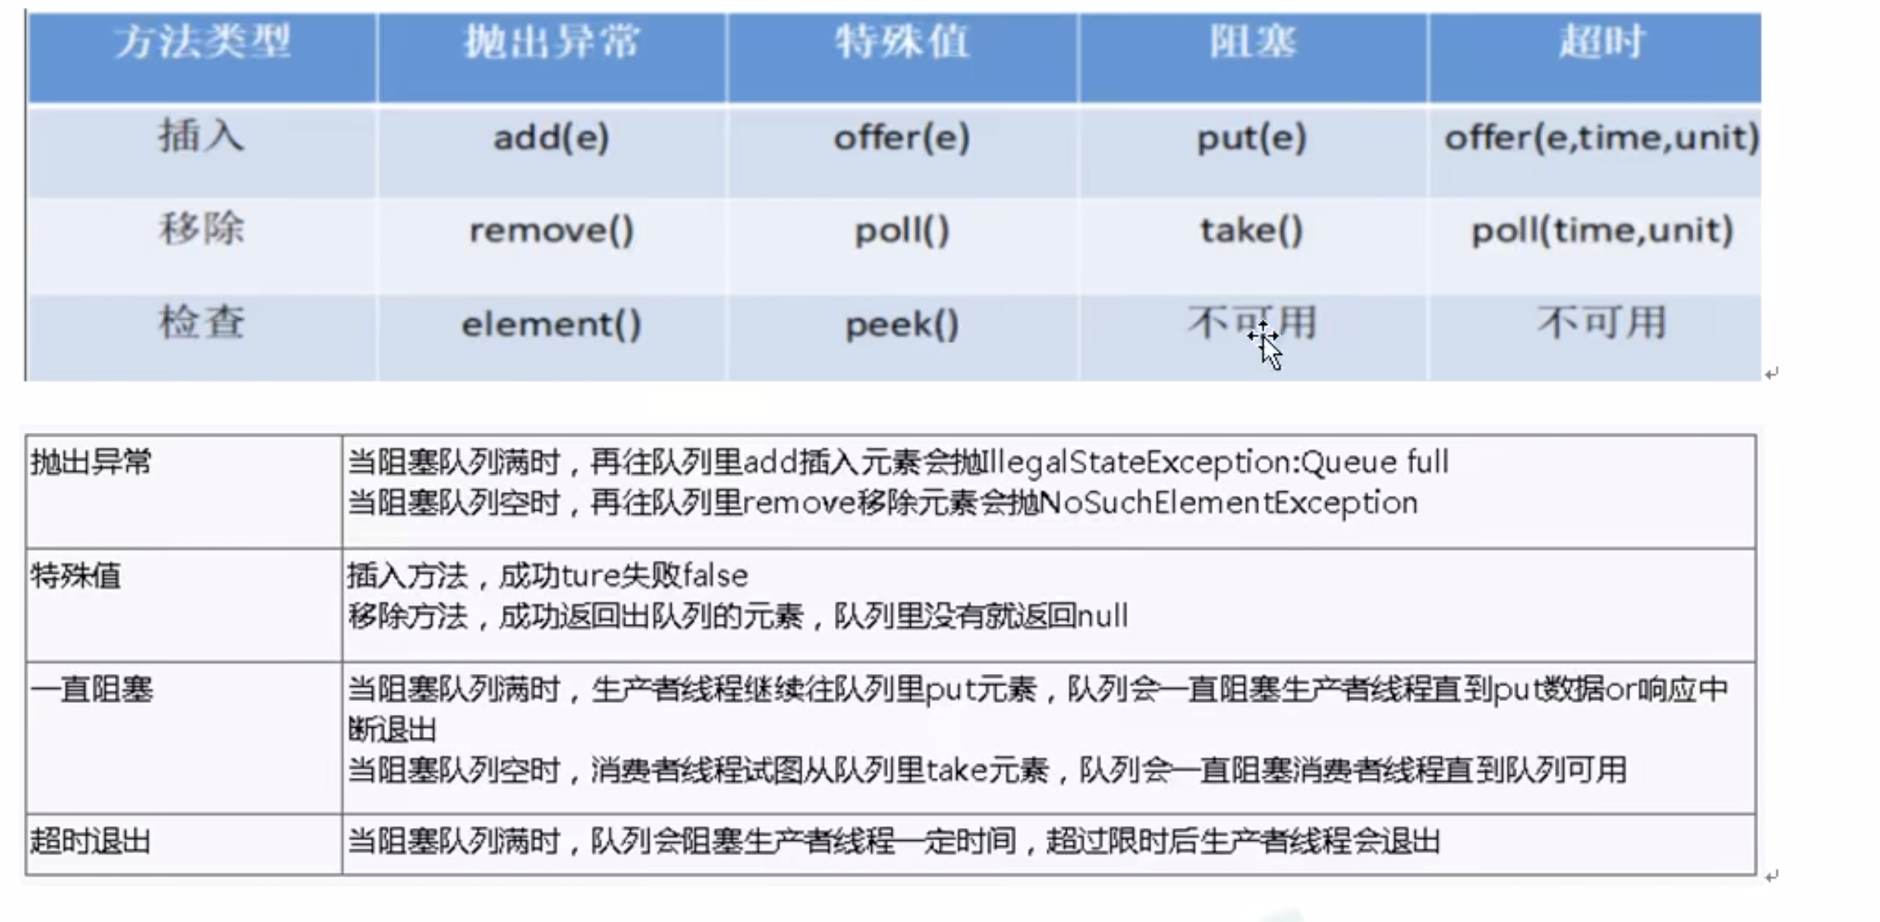 方法类型 抛出异常 特殊值 阻塞 超时
插入 add(e) offer(e) put(e) offer(e,time,unit)
移除 remove() poll() take() poll(time,unit)
检查 element() peek() 不可用 不可用
抛出异常 当阻塞队列满时，再往队列里add插入元素会抛IllegalStateException:Queue full
当阻塞队列空时，再往队列里remove移除元素会抛NoSuchElementException
特殊值 插入方法，成功ture失败false
移除方法，成功返回出队列的元素，队列里没有就返回null
一直阻塞 当阻塞队列满时，生产者线程继续往队列里put元素，队列会一直阻塞生产者线程直到put数据or响应中
断退出
当阻塞队列空时，消费者线程试图从队列里take元素，队列会一直阻塞消费者线程直到队列可用
超时退出 当阻塞队列满时，队列会阻塞生产者线程一定时间，超过限时后生产者线程会退出